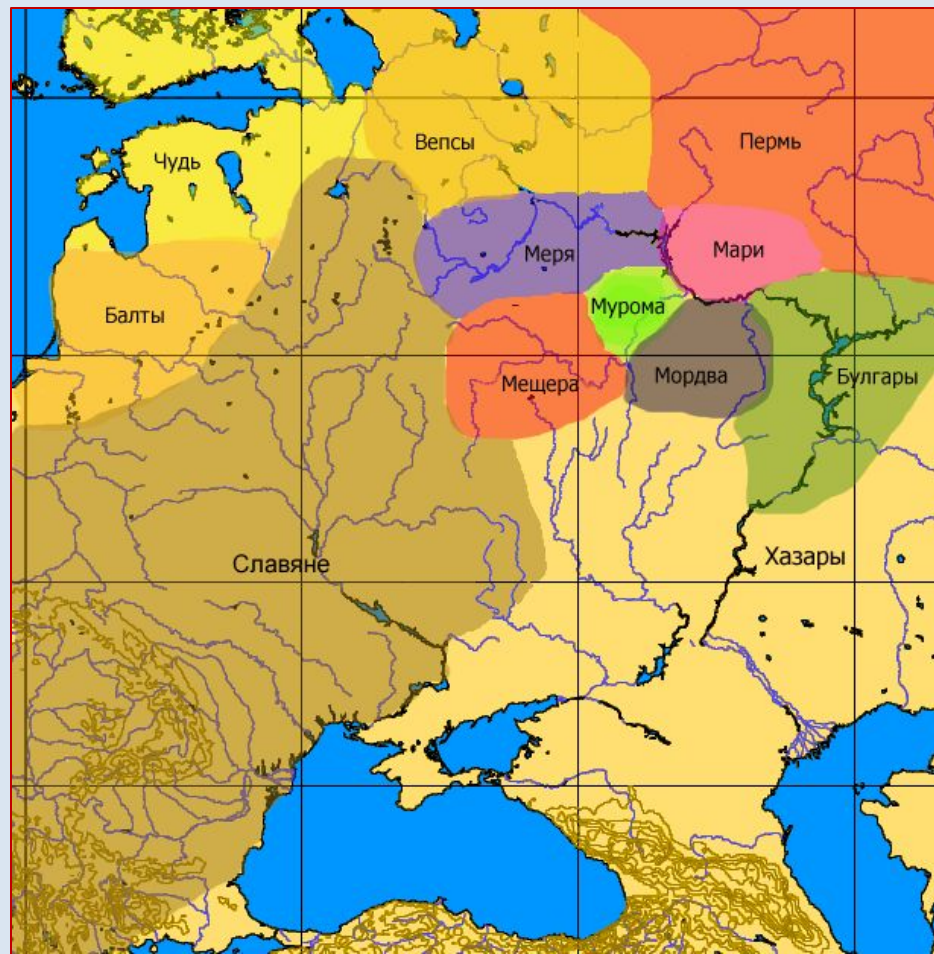 Вепсы
Пермь
Чудь
Меря
Мари
Мурома
Балты
Мещера
Мордва
Булгары
Славяне
Хазары